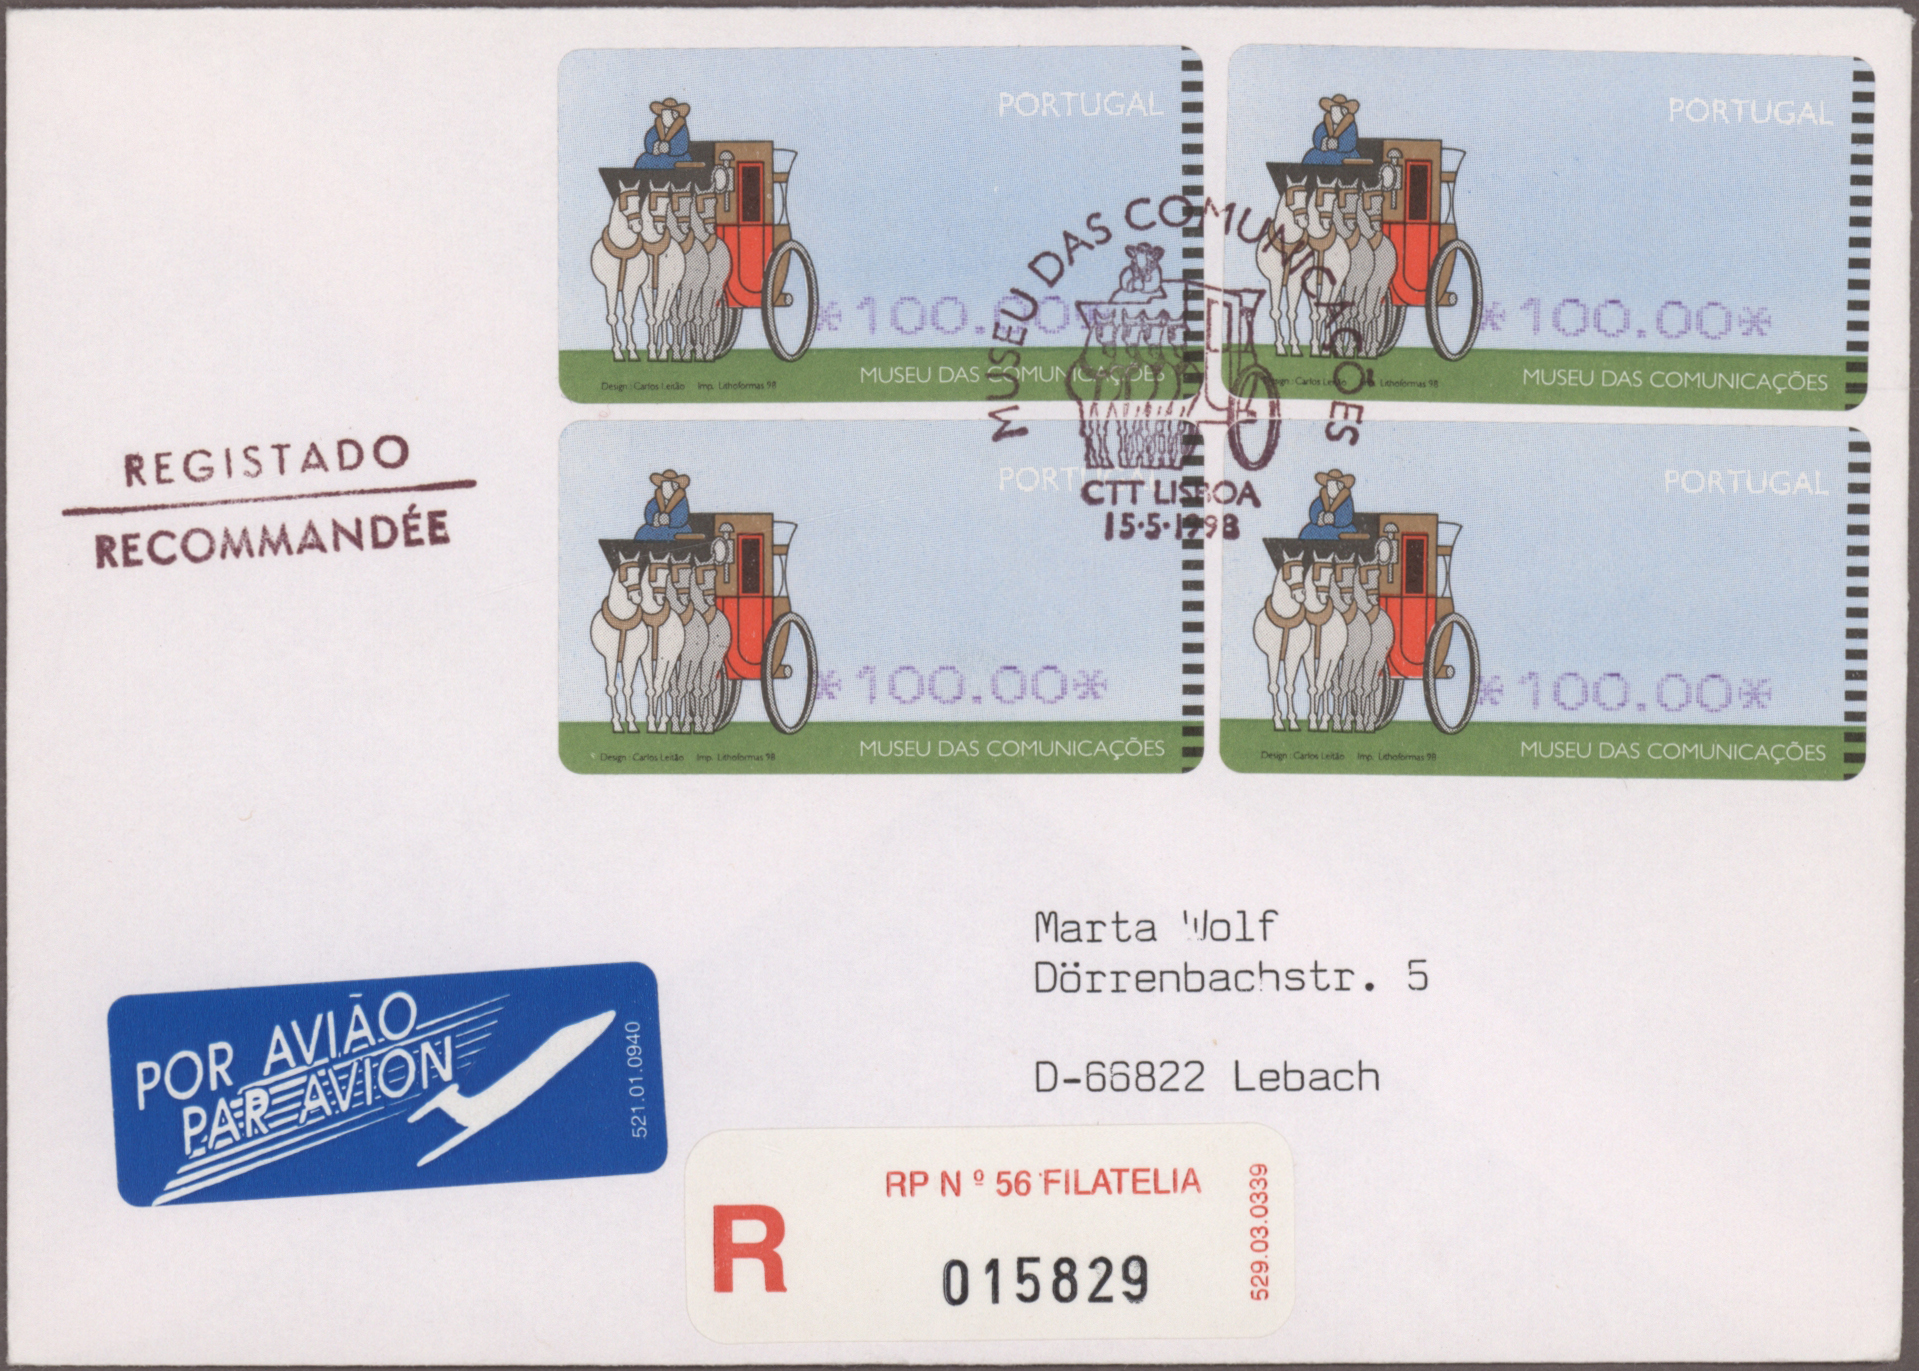 PORTUGAL
*100.00*
MUSEU DAS COMUNICAÇÕES
Design : Carlos Leitão Imp. Lithoformas 98
PORTUGAL
*100.00*
MUSEU DAS COMUNICAÇÕES
Design : Carlos Leitão Imp. Lithoformas 98
MUSEU DAS COMUNICAÇÕES
CTT LISBOA
15·5·1998
REGISTADO
RECOMMANDÉE
PORTUGAL
*100.00*
MUSEU DAS COMUNICAÇÕES
Design : Carlos Leitão Imp. Lithoformas 98
PORTUGAL
*100.00*
MUSEU DAS COMUNICAÇÕES
Design : Carlos Leitão Imp. Lithoformas 98
Marta Wolf
Dörrenbachstr. 5
D-66822 Lebach
POR AVIÃO
PAR AVION
521.01.0940
RP Nº 56 FILATELIA
R
015829
529.03.0339